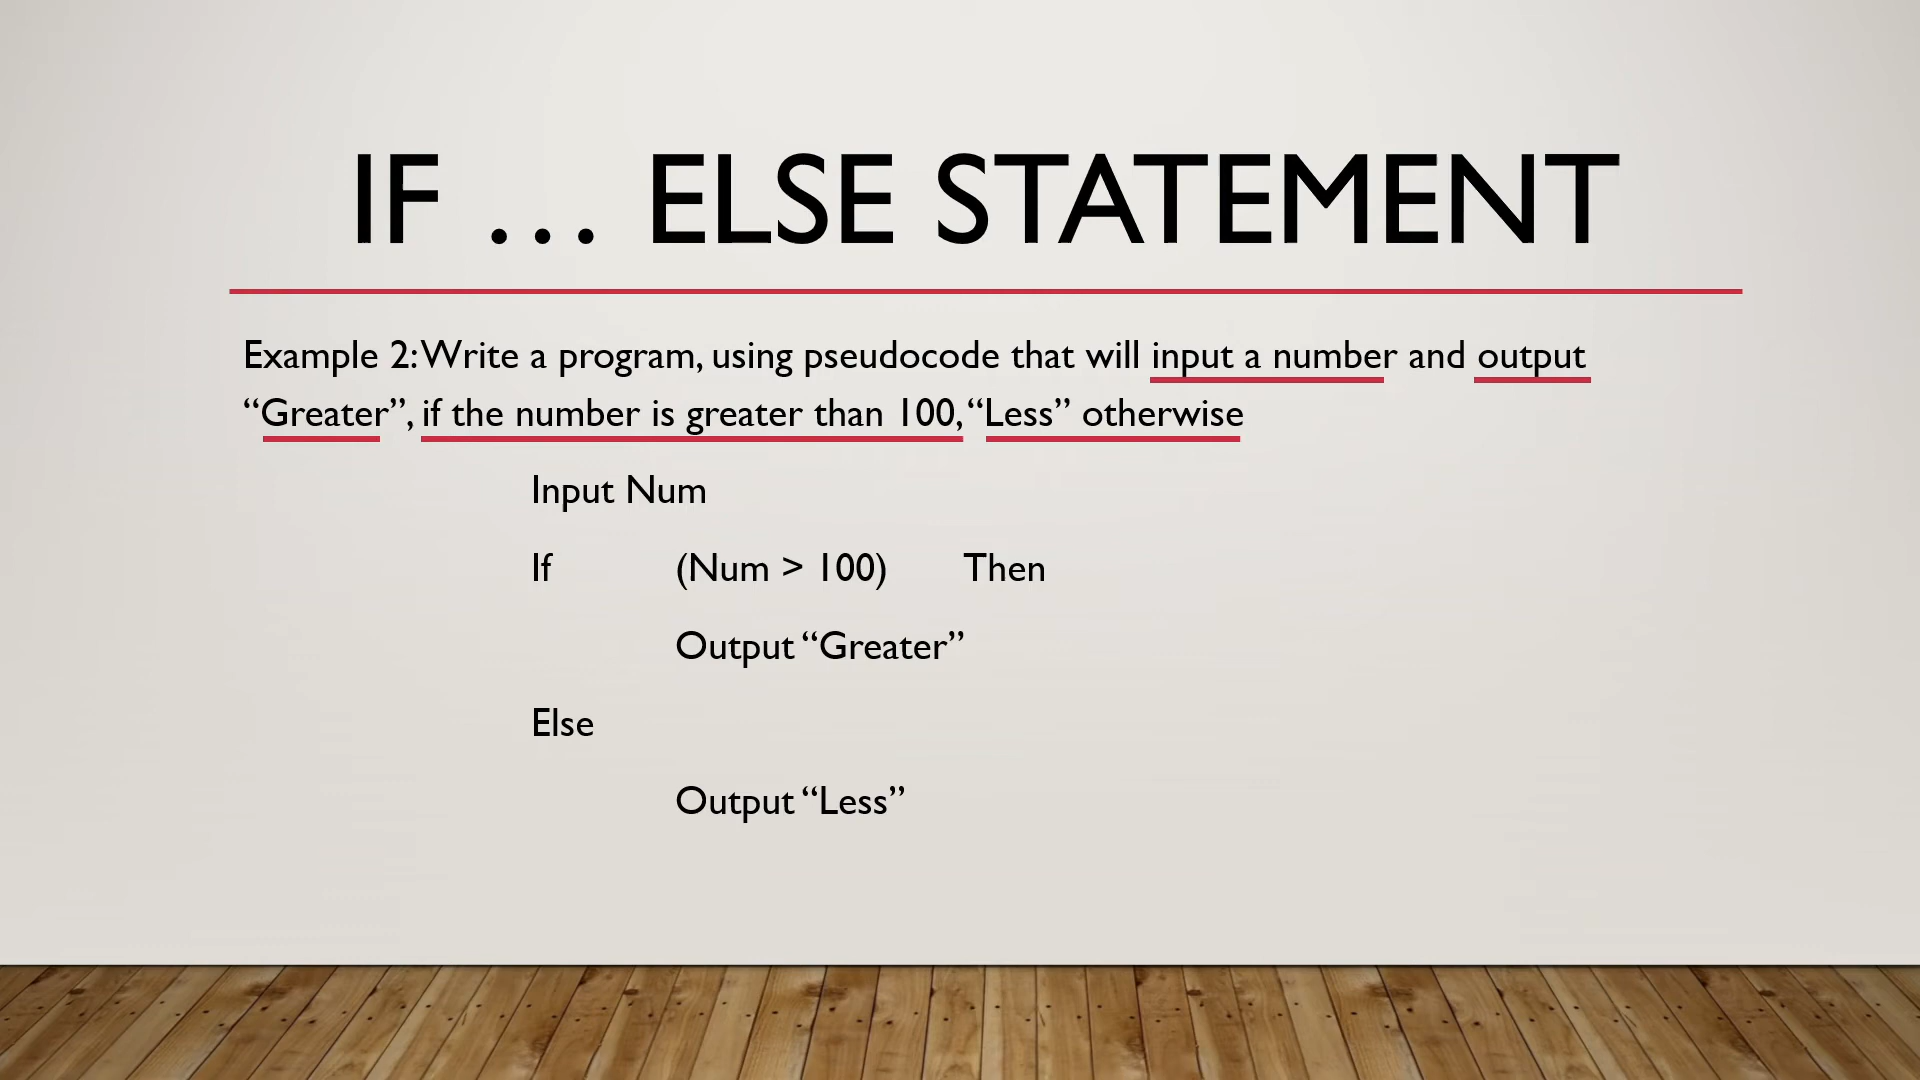 IF … ELSE STATEMENT
Example 2: Write a program, using pseudocode that will input a number and output
“Greater”, if the number is greater than 100, “Less” otherwise
Input Num
If (Num > 100) Then
Output “Greater”
Else
Output “Less”